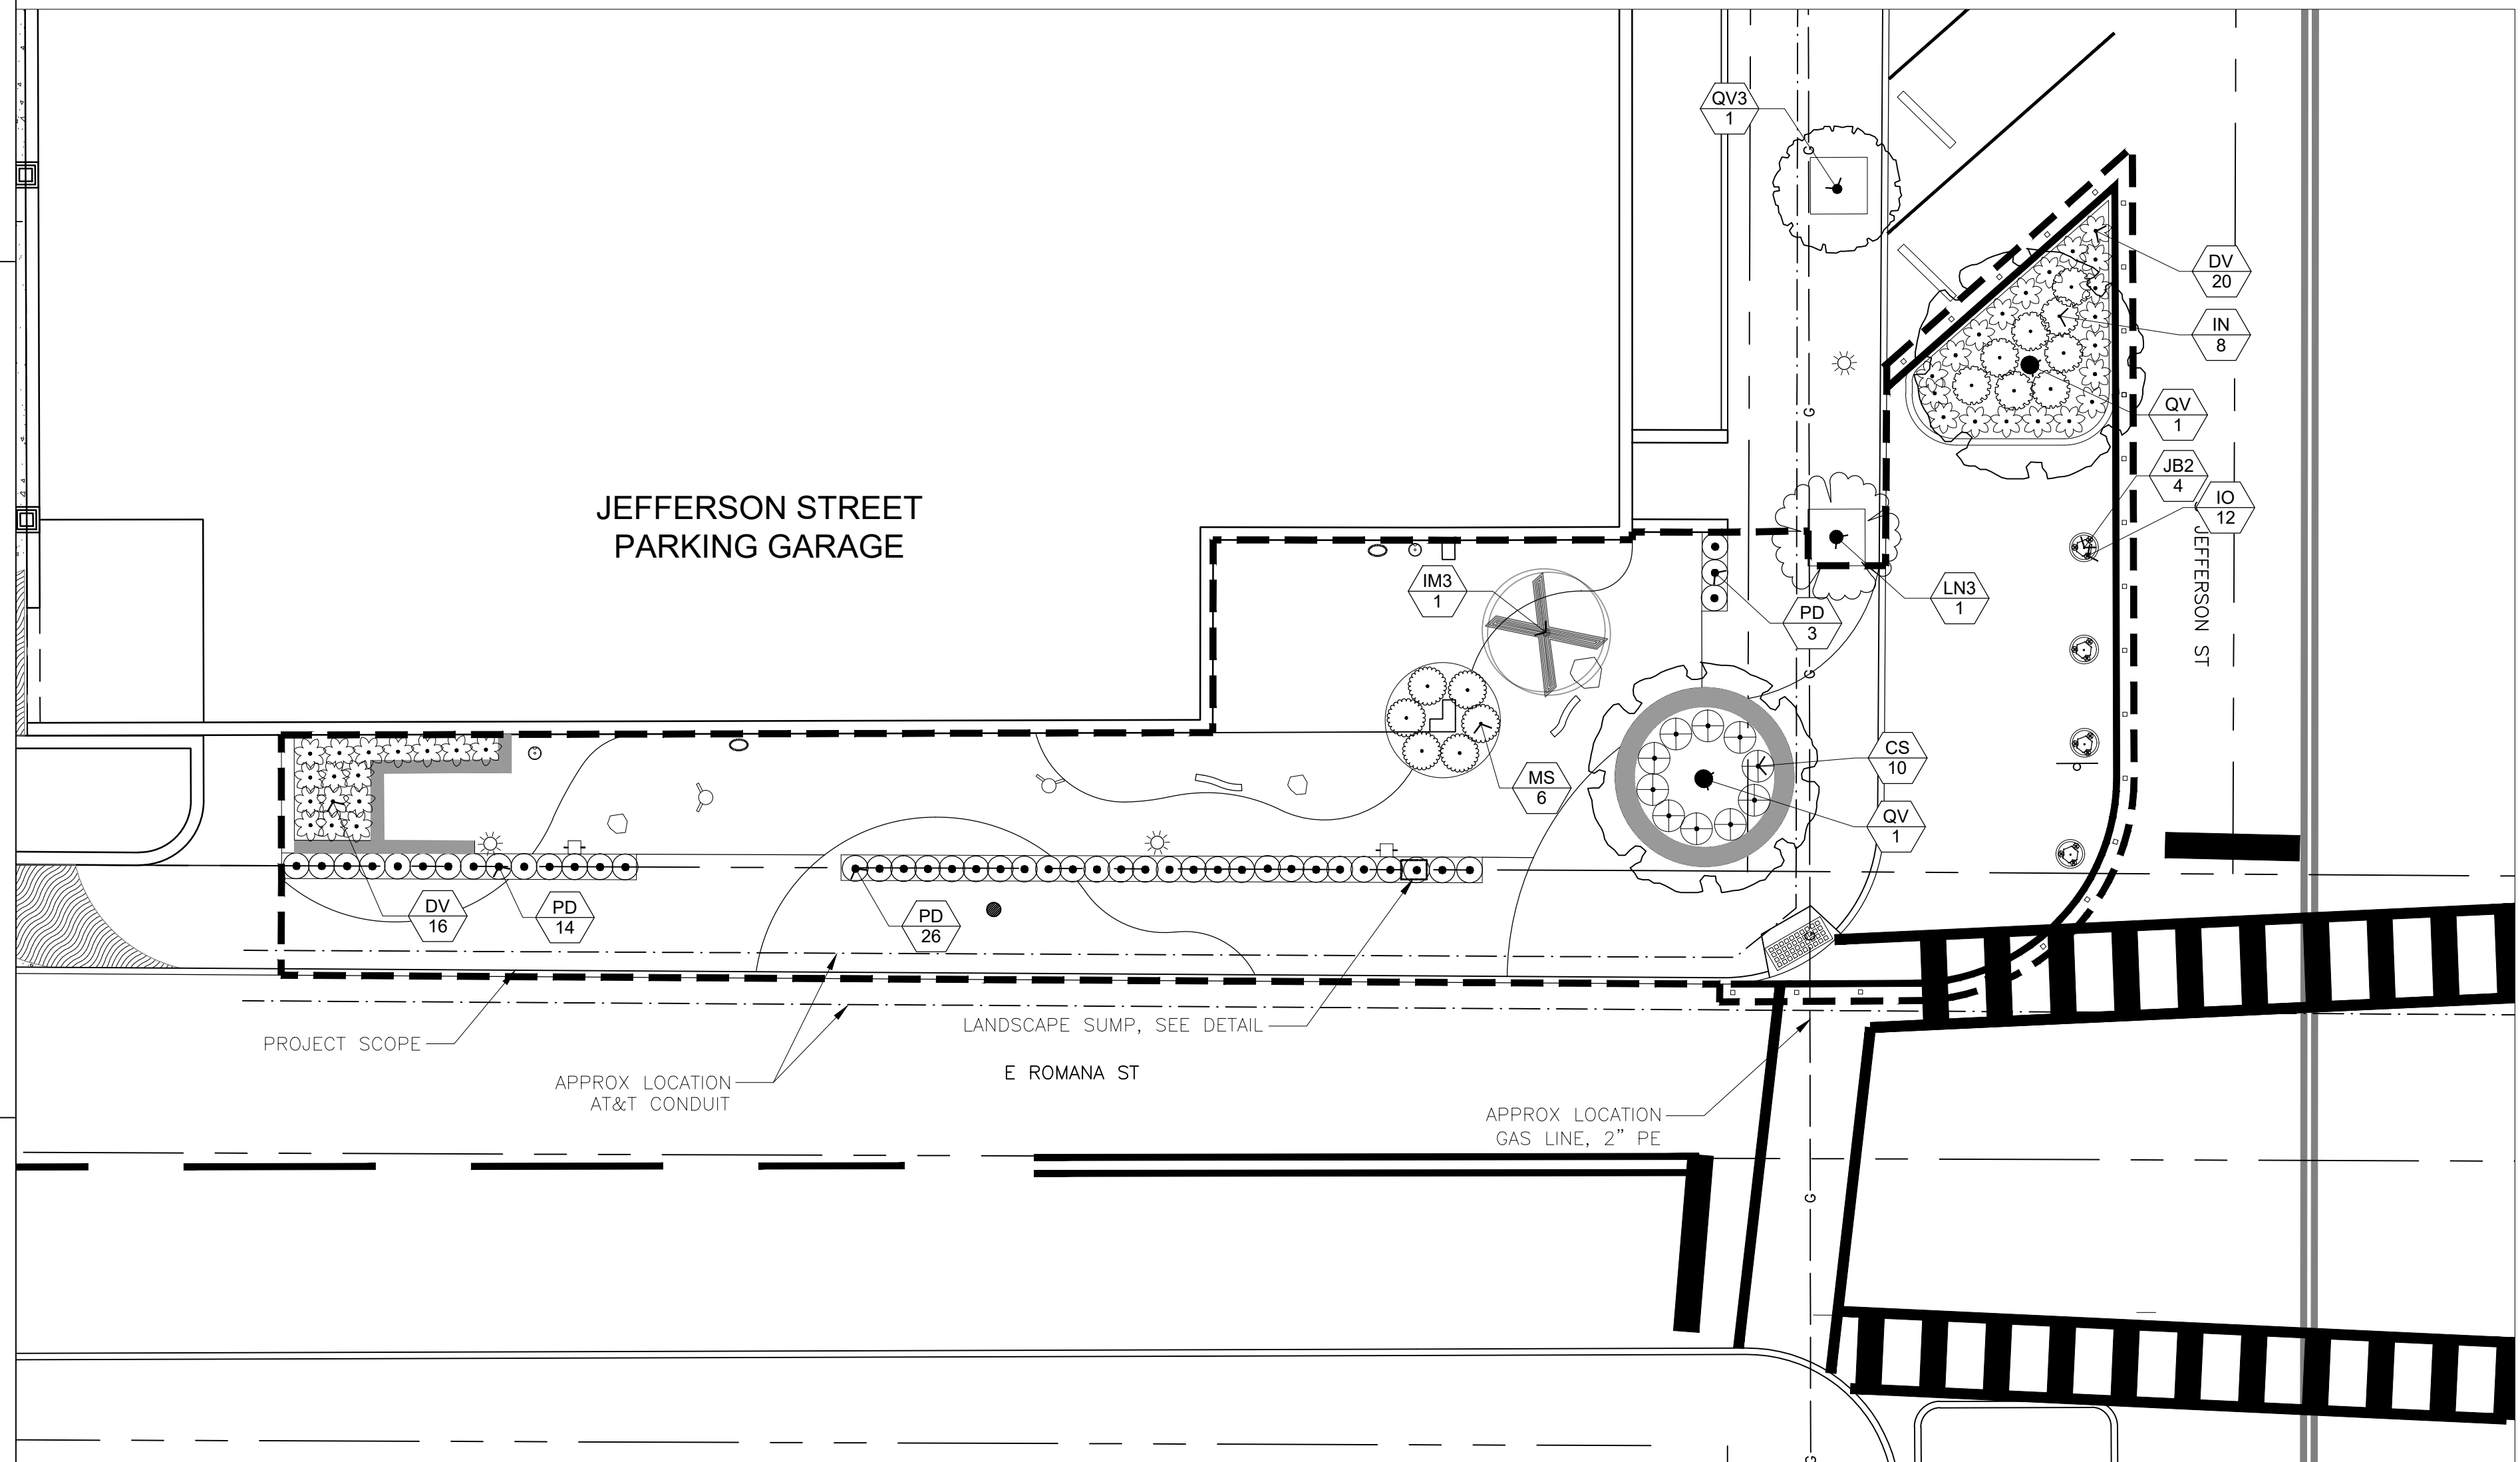 QV3
1
DV
20
IN
8
QV
1
JB2
4
IO
12
JEFFERSON ST
JEFFERSON STREET
PARKING GARAGE
IM3
1
LN3
1
PD
3
CS
10
MS
6
QV
1
DV
16
PD
14
PD
26
G
G
G
G
G
G
PROJECT SCOPE
LANDSCAPE SUMP, SEE DETAIL
APPROX LOCATION
AT&T CONDUIT
E ROMANA ST
APPROX LOCATION
GAS LINE, 2" PE